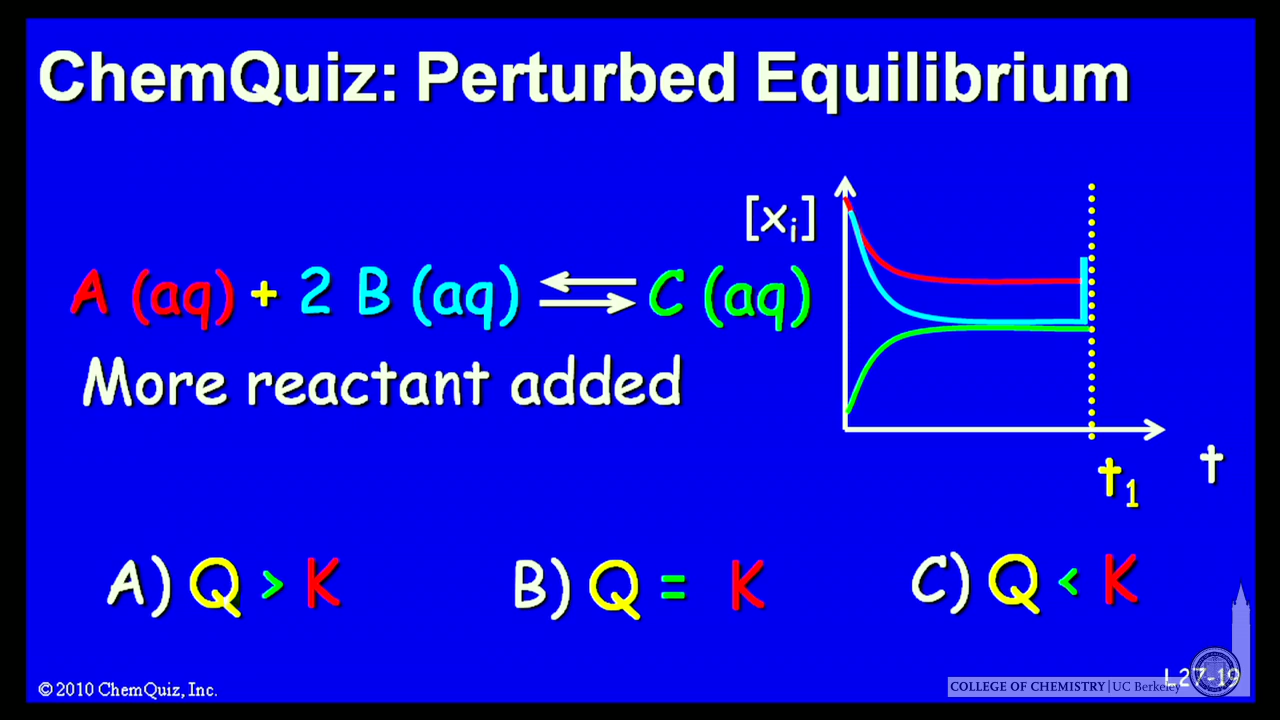 ChemQuiz: Perturbed Equilibrium
[xᵢ]
A (aq) + 2 B (aq) ⇌ C (aq)
More reactant added
t
t₁
A) Q > K B) Q = K C) Q < K
© 2010 ChemQuiz, Inc.
L27-19
COLLEGE OF CHEMISTRY | UC Berkeley